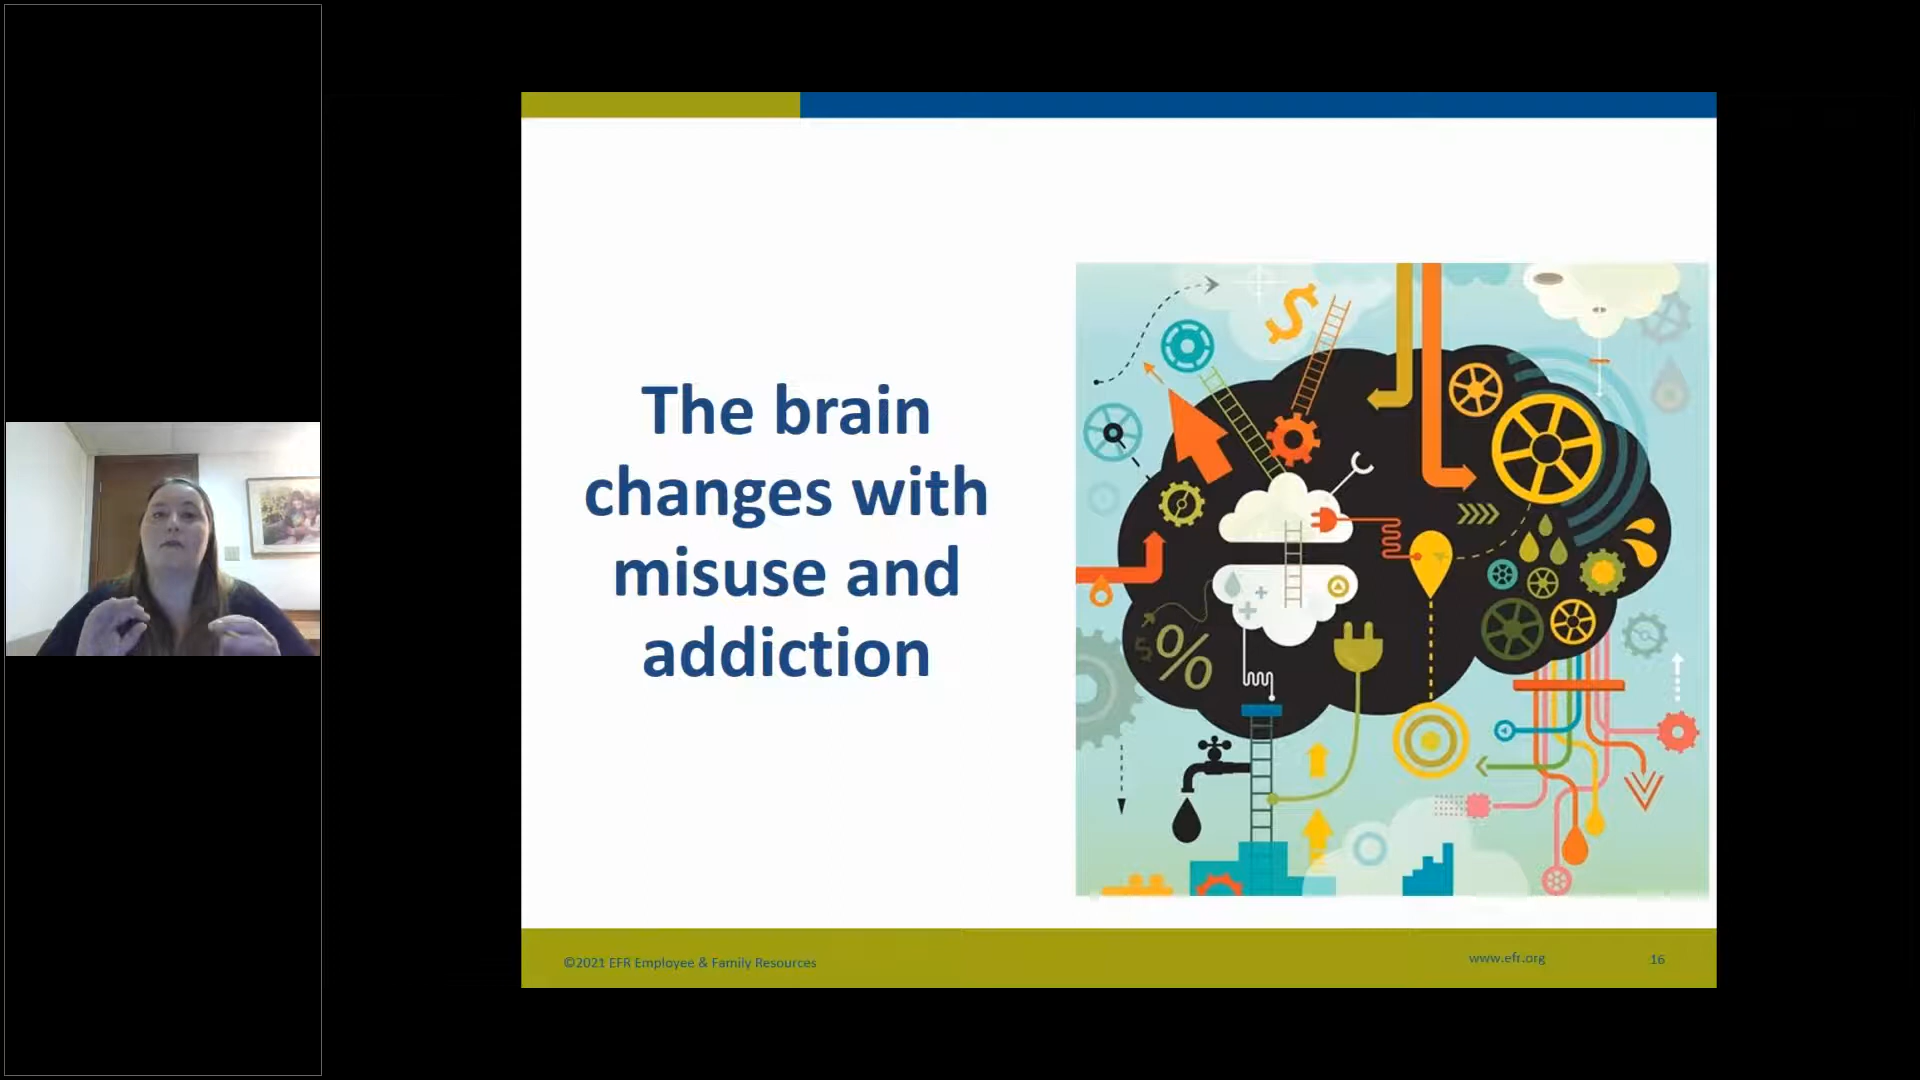 The brain
changes with
misuse and
addiction
$
$%
©2021 EFR Employee & Family Resources
www.efr.org
16